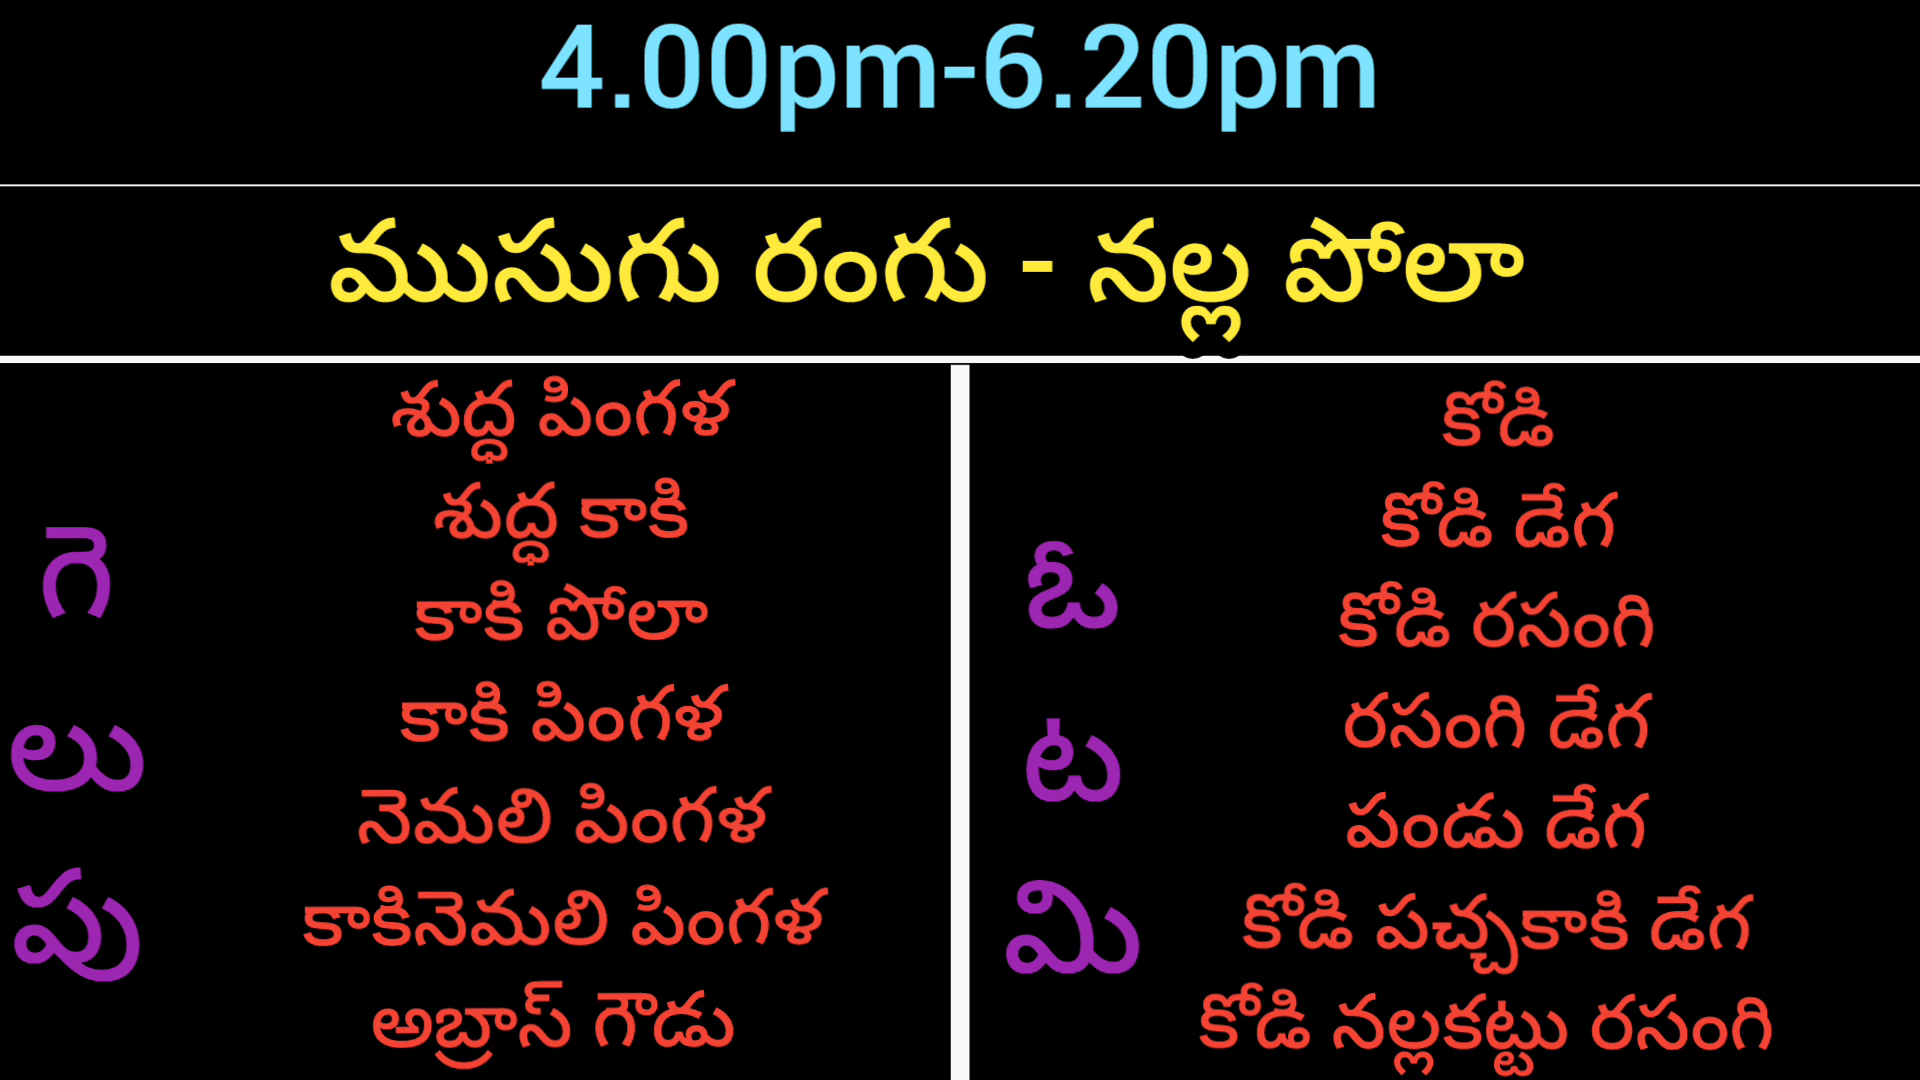 4.00pm-6.20pm
ముసుగు రంగు - నల్ల పోలా
గెలుపు
శుద్ధ పింగళ
శుద్ధ కాకి
కాకి పోలా
కాకి పింగళ
నెమలి పింగళ
కాకినెమలి పింగళ
అబ్రాస్ గౌడు
ఓటమి
కోడి
కోడి డేగ
కోడి రసంగి
రసంగి డేగ
పండు డేగ
కోడి పచ్చకాకి డేగ
కోడి నల్లకట్టు రసంగి